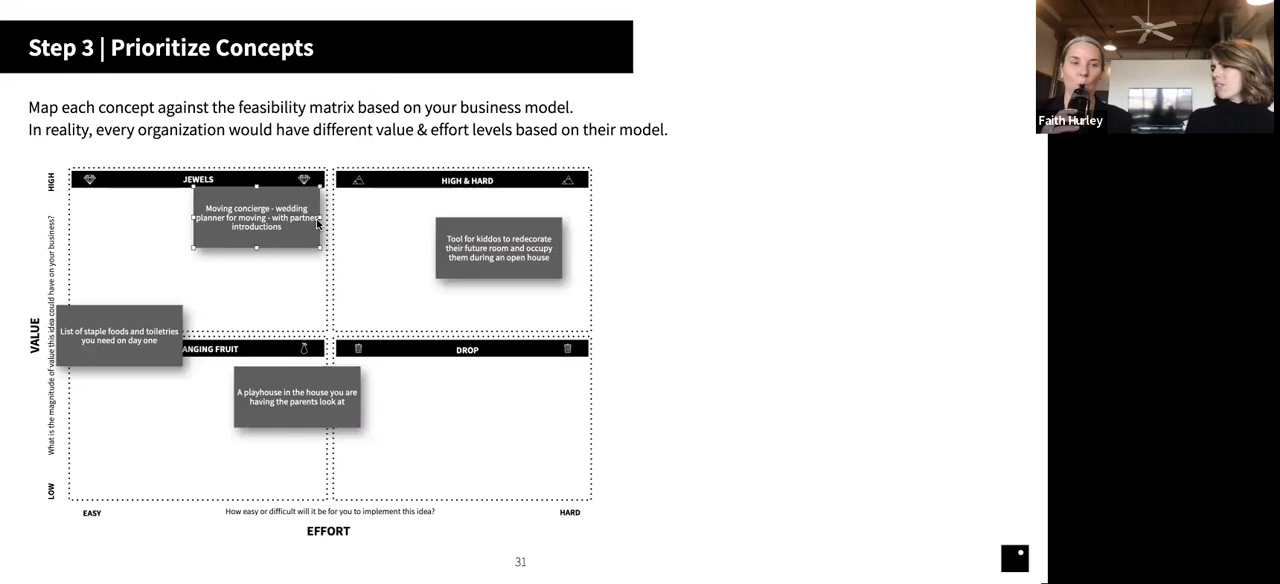 Step 3 | Prioritize Concepts
Faith Hurley
Map each concept against the feasibility matrix based on your business model.
In reality, every organization would have different value & effort levels based on their model.
HIGH
JEWELS
HIGH & HARD
Moving concierge - wedding
planner for moving - with partner
introductions
Tool for kiddos to redecorate
their future room and occupy
them during an open house
VALUE
What is the magnitude of value this idea could have on your business?
List of staple foods and toiletries
you need on day one
ANGING FRUIT
DROP
A playhouse in the house you are
having the parents look at
LOW
EASY
How easy or difficult will it be for you to implement this idea?
HARD
EFFORT
31